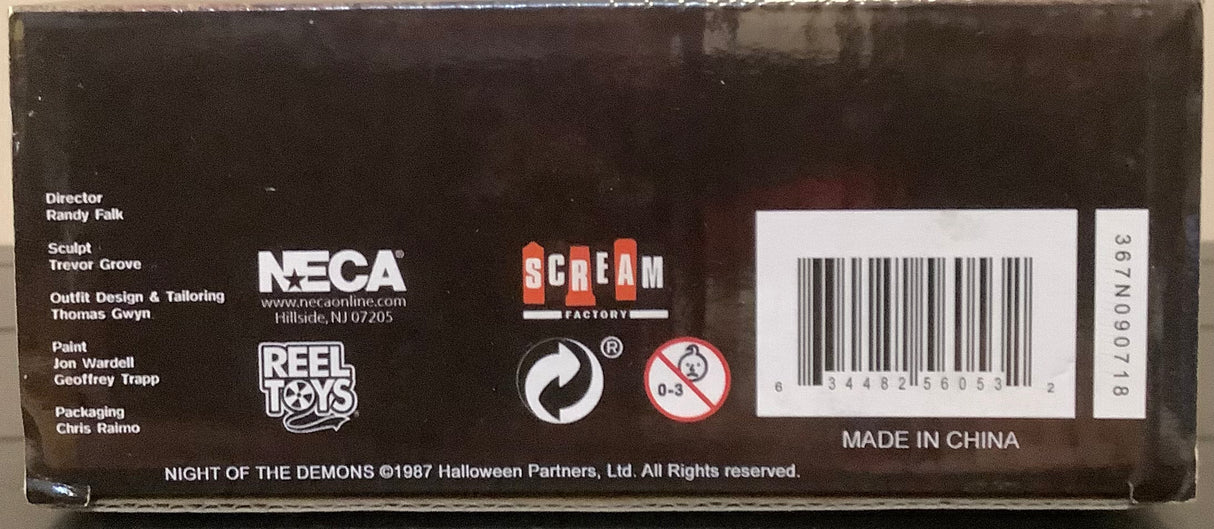 Director
Randy Falk
Sculpt
Trevor Grove
Outfit Design & Tailoring
Thomas Gwyn
Paint
Jon Wardell
Geoffrey Trapp
Packaging
Chris Raimo
NECA®
www.necaonline.com
Hillside, NJ 07205
REEL
TOYS
SCREAM
FACTORY
®
0-3
6 34482 56053 2
367N090718
MADE IN CHINA
NIGHT OF THE DEMONS ©1987 Halloween Partners, Ltd. All Rights reserved.